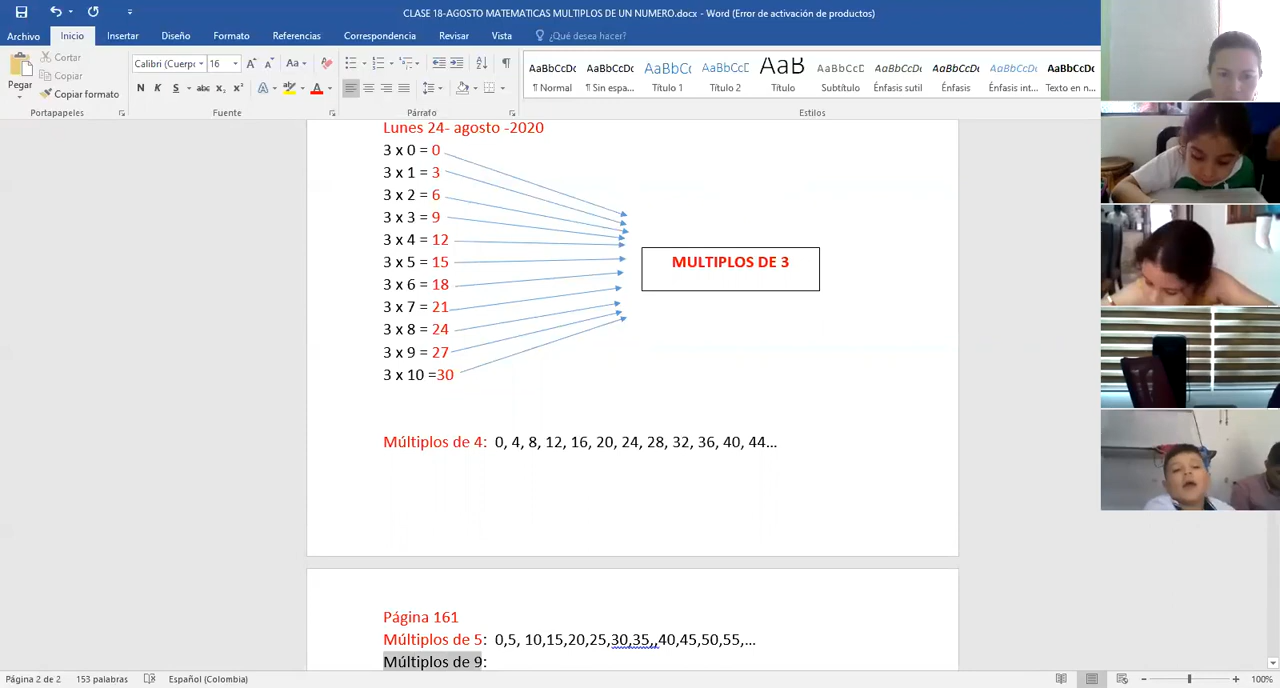 CLASE 18-AGOSTO MATEMATICAS MULTIPLOS DE UN NUMERO.docx - Word (Error de activación de productos)
Archivo Inicio Insertar Diseño Formato Referencias Correspondencia Revisar Vista ¿Qué desea hacer?
Pegar
Cortar
Copiar
Copiar formato
Portapapeles
Calibri (Cuerp 16
N K S abc x₂ x²
Fuente
Párrafo
AaBbCcDc AaBbCcDc AaBbCc AaBbCcD AaB AaBbCcD AaBbCcDc AaBbCcDc AaBbCcDc AaBbCcDc
¶ Normal ¶ Sin espa... Título 1 Título 2 Título Subtítulo Énfasis sutil Énfasis Énfasis int... Texto en n...
Estilos
Lunes 24- agosto -2020
3 x 0 = 0
3 x 1 = 3
3 x 2 = 6
3 x 3 = 9
3 x 4 = 12
3 x 5 = 15
3 x 6 = 18
3 x 7 = 21
3 x 8 = 24
3 x 9 = 27
3 x 10 =30
MULTIPLOS DE 3
Múltiplos de 4: 0, 4, 8, 12, 16, 20, 24, 28, 32, 36, 40, 44...
Página 161
Múltiplos de 5: 0,5, 10,15,20,25,30,35,,40,45,50,55,...
Múltiplos de 9:
Página 2 de 2 153 palabras Español (Colombia) 100%